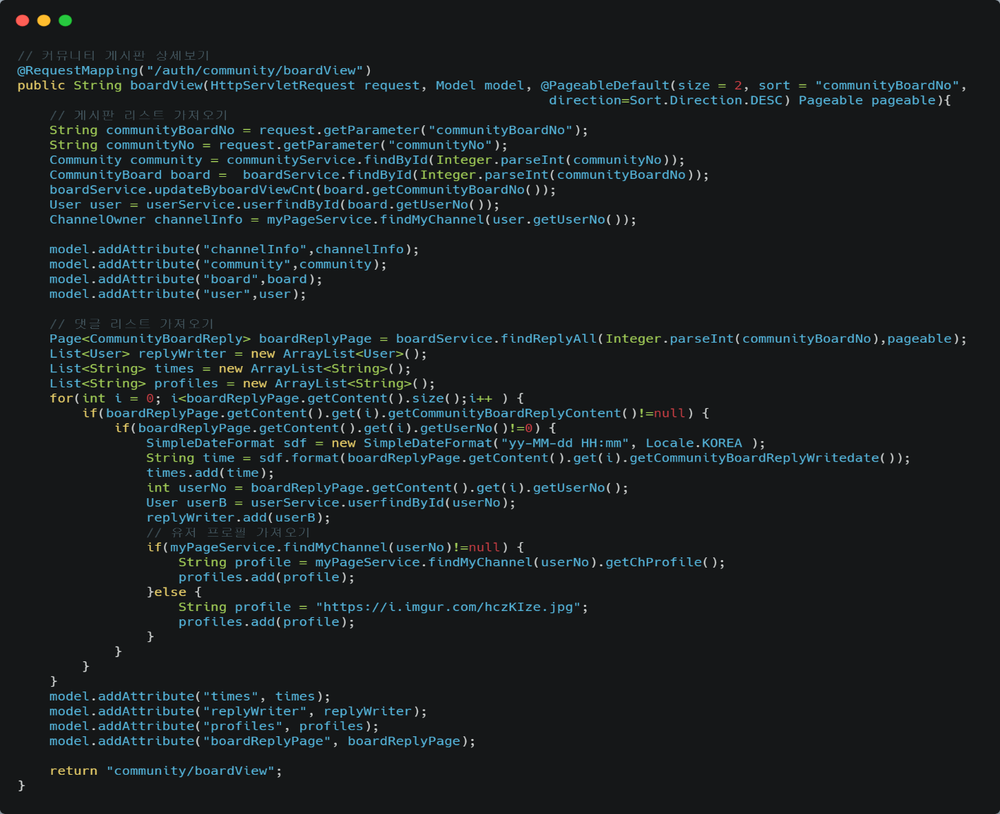 // 커뮤니티 게시판 상세보기
@RequestMapping("/auth/community/boardView")
public String boardView(HttpServletRequest request, Model model, @PageableDefault(size = 2, sort = "communityBoardNo",
direction=Sort.Direction.DESC) Pageable pageable){
// 게시판 리스트 가저오기
String communityBoardNo = request.getParameter("communityBoardNo");
String communityNo = request.getParameter("communityNo");
Community community = communityService.findById(Integer.parseInt(communityNo));
CommunityBoard board =  boardService.findById(Integer.parseInt(communityBoardNo));
boardService.updateByboardViewCnt(board.getCommunityBoardNo());
User user = userService.userfindById(board.getUserNo());
ChannelOwner channelInfo = myPageService.findMyChannel(user.getUserNo());
model.addAttribute("channelInfo",channelInfo);
model.addAttribute("community",community);
model.addAttribute("board",board);
model.addAttribute("user",user);
// 댓글 리스트 가져오기
Page<CommunityBoardReply> boardReplyPage = boardService.findReplyAll(Integer.parseInt(communityBoardNo),pageable);
List<User> replyWriter = new ArrayList<User>();
List<String> times = new ArrayList<String>();
List<String> profiles = new ArrayList<String>();
for(int i = 0; i<boardReplyPage.getContent().size();i++ ) {
if(boardReplyPage.getContent().get(i).getCommunityBoardReplyContent()!=null) {
if(boardReplyPage.getContent().get(i).getUserNo()!=0) {
SimpleDateFormat sdf = new SimpleDateFormat("yy-MM-dd HH:mm", Locale.KOREA );
String time = sdf.format(boardReplyPage.getContent().get(i).getCommunityBoardReplyWritedate());
times.add(time);
int userNo = boardReplyPage.getContent().get(i).getUserNo();
User userB = userService.userfindById(userNo);
replyWriter.add(userB);
// 유저 프로필 가져오기
if(myPageService.findMyChannel(userNo)!=null) {
String profile = myPageService.findMyChannel(userNo).getChProfile();
profiles.add(profile);
}else {
String profile = "https://i.imgur.com/hczKIze.jpg";
profiles.add(profile);
}
}
}
}
model.addAttribute("times", times);
model.addAttribute("replyWriter", replyWriter);
model.addAttribute("profiles", profiles);
model.addAttribute("boardReplyPage", boardReplyPage);
return "community/boardView";
}